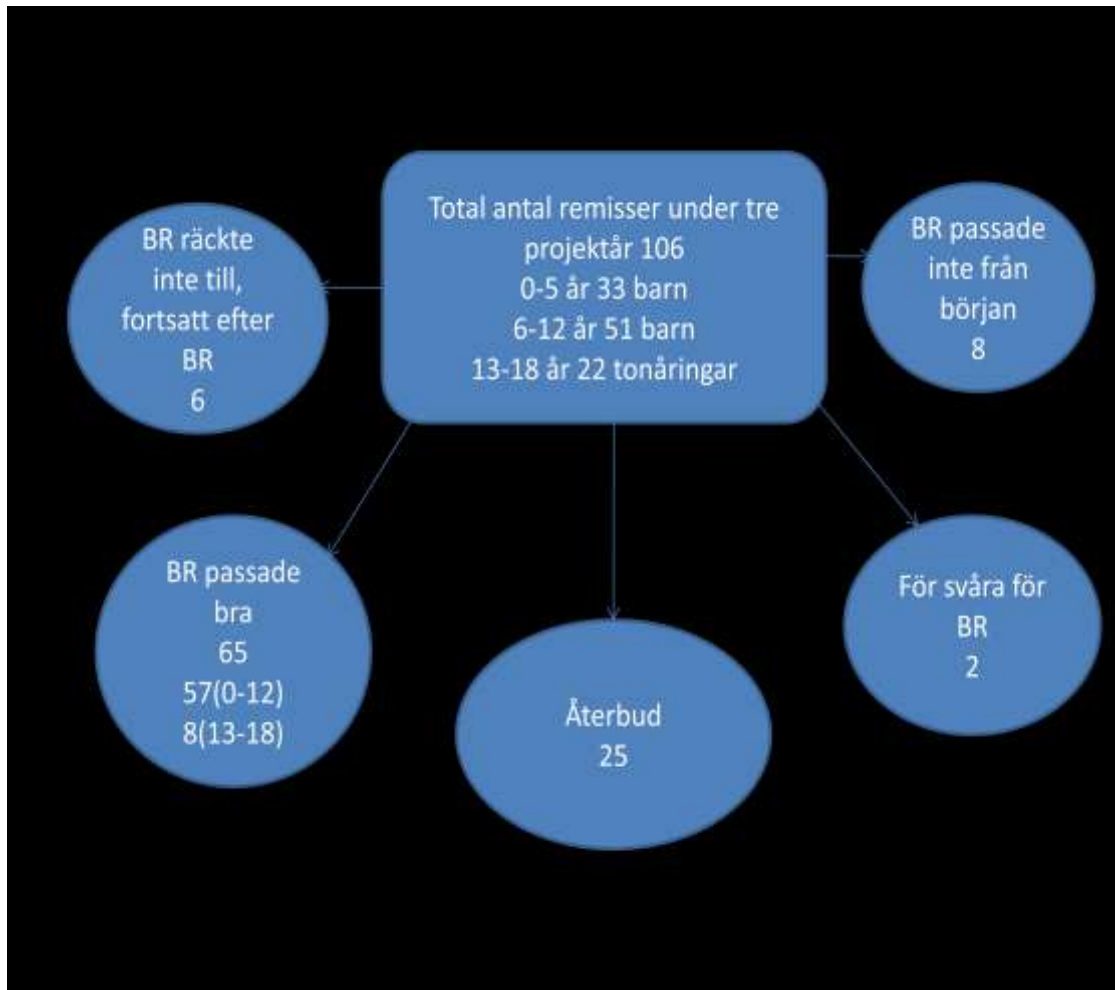 Total antal remisser under tre
projektår 106
0-5 år 33 barn
6-12 år 51 barn
13-18 år 22 tonåringar
BR räckte
inte till,
fortsatt efter
BR
6
BR passade
inte från
början
8
BR passade
bra
65
57(0-12)
8(13-18)
Återbud
25
För svåra för
BR
2